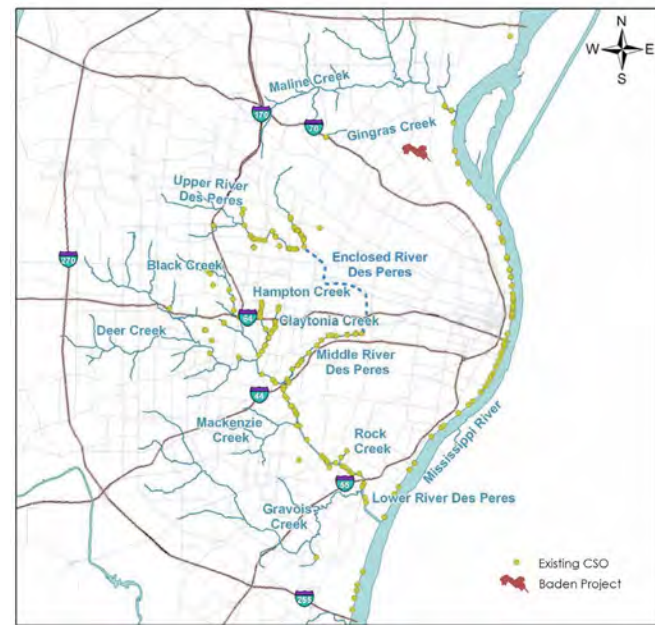 N
W E
S
Maline Creek
170
70
Gingras Creek
Upper River
Des Peres
270
Enclosed River
Des Peres
Black Creek
Hampton Creek
64
Claytonia Creek
Deer Creek
Middle River
Des Peres
44
Mackenzie
Creek
Rock
Creek
Mississippi River
55
Lower River Des Peres
Gravois
Creek
Existing CSO
Baden Project
255